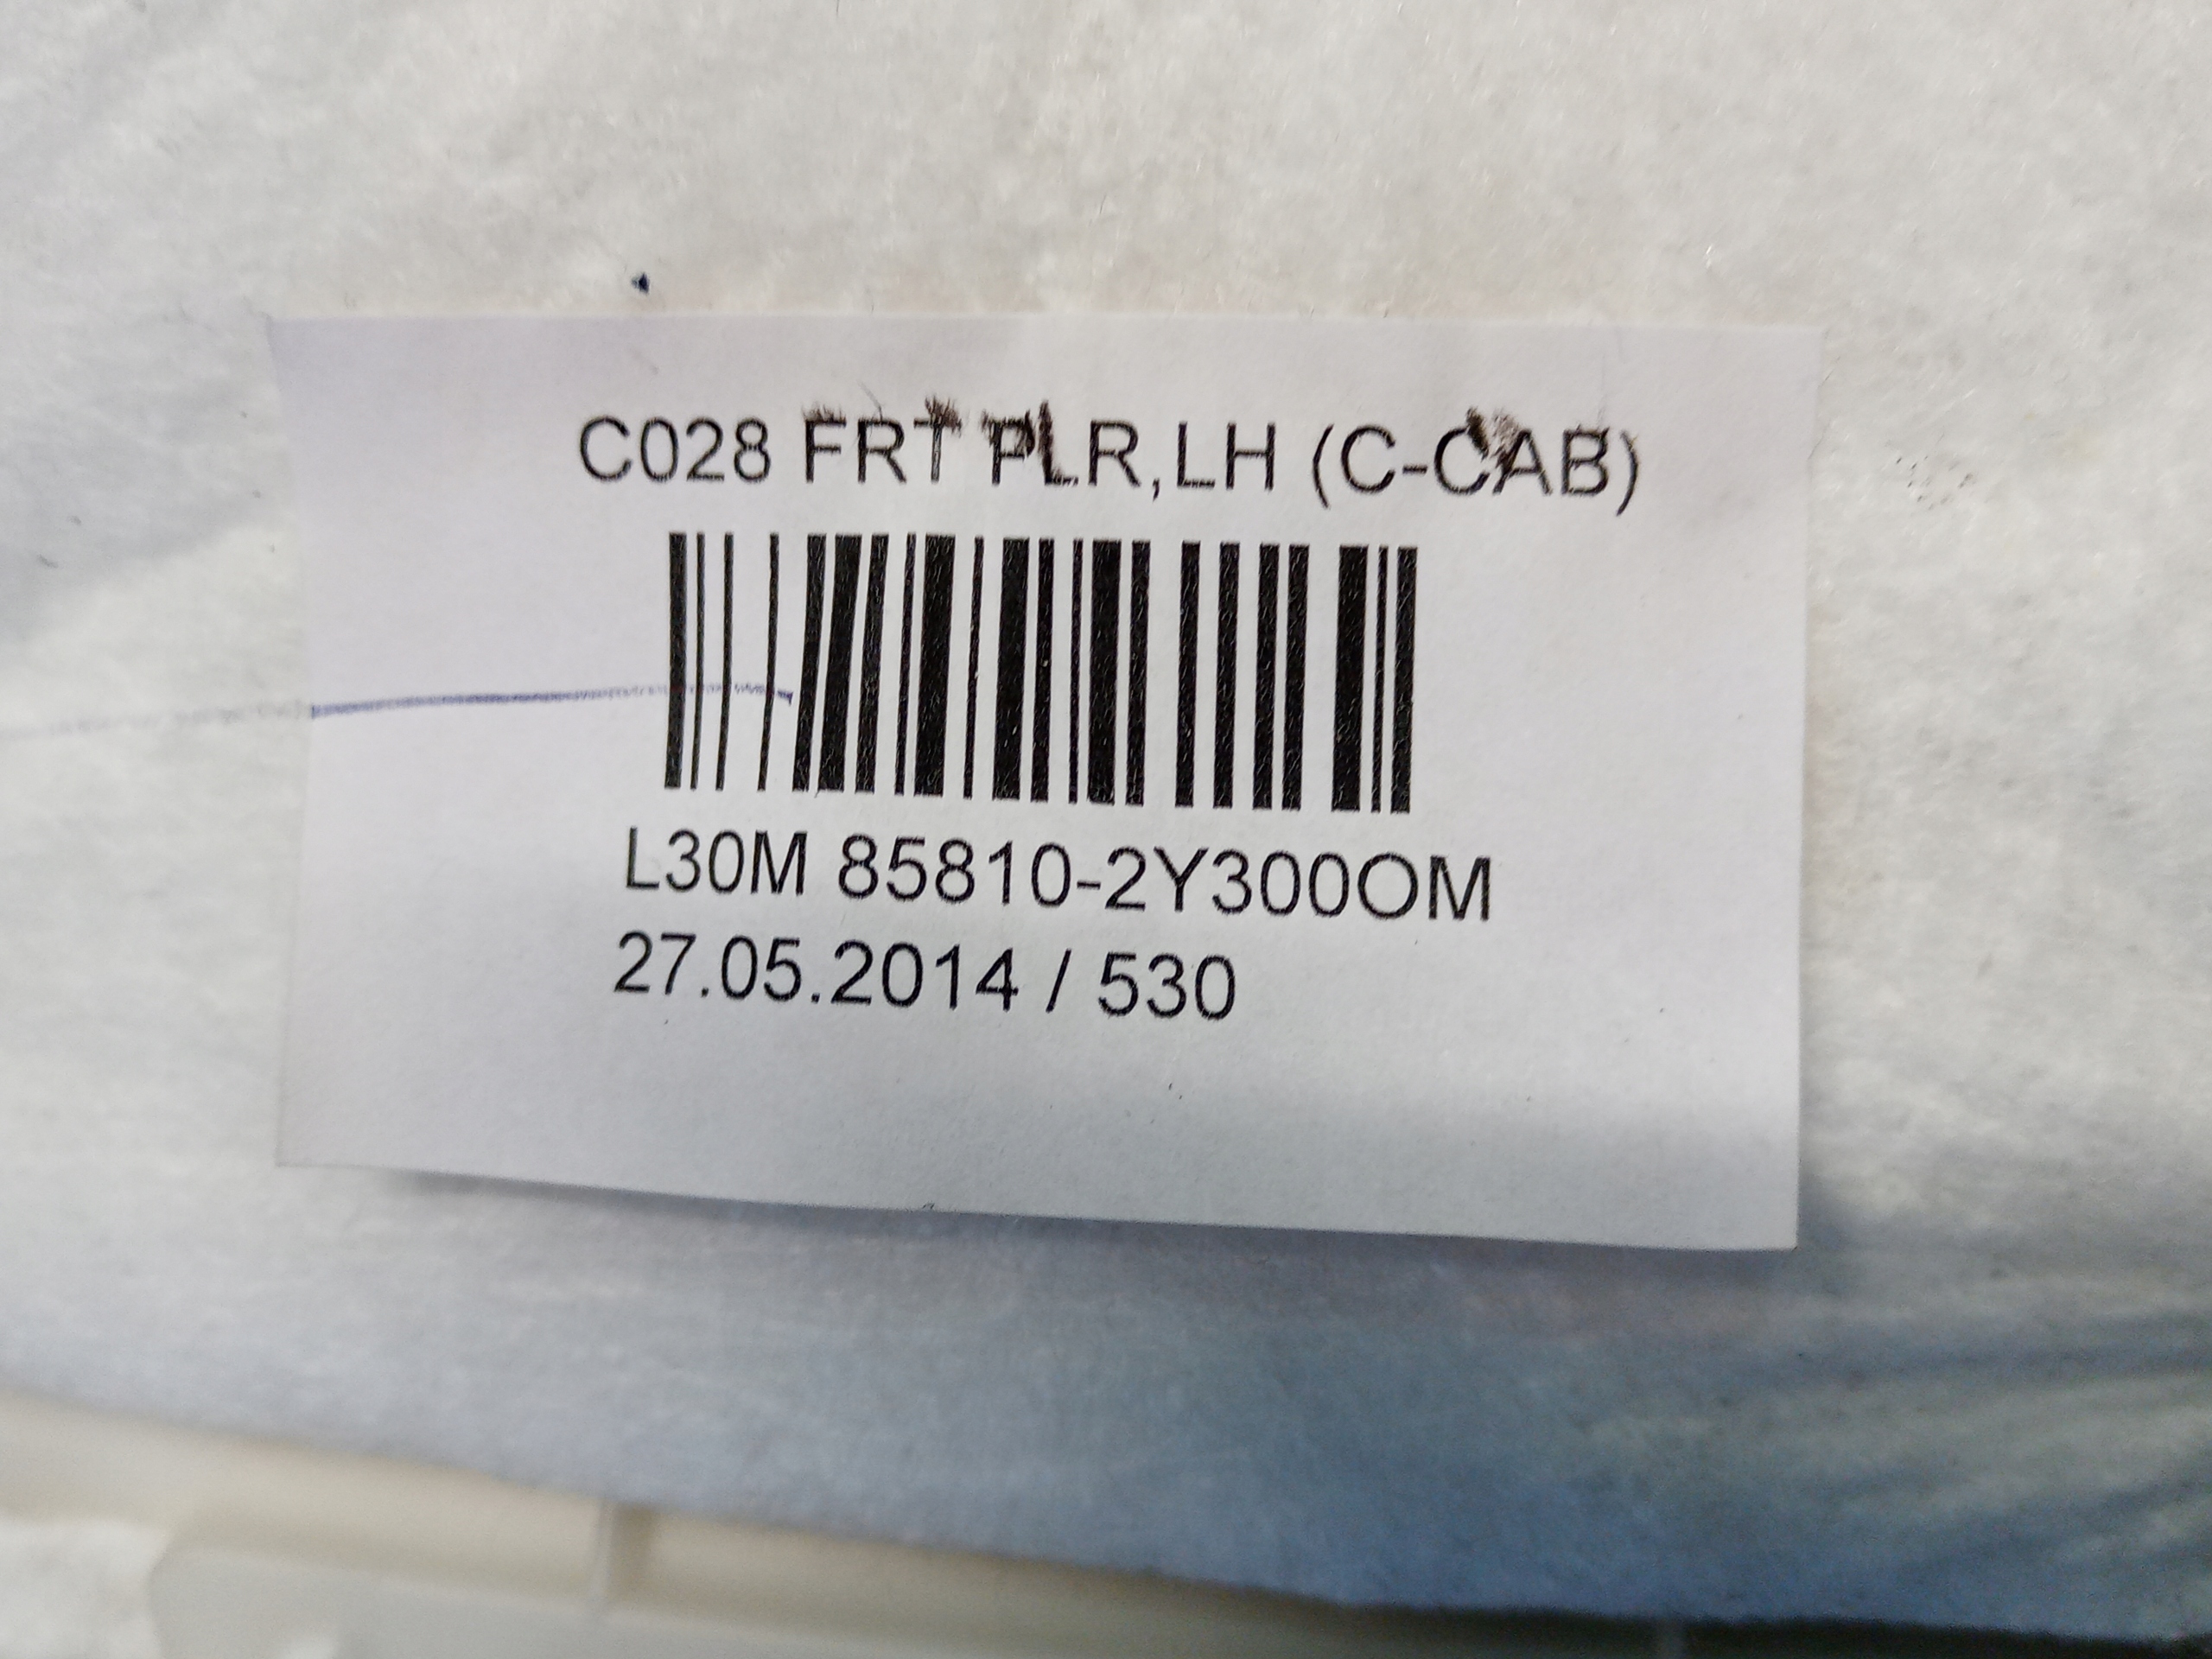 C028 FRT PLR,LH (C-CAB)
L30M 85810-2Y300OM
27.05.2014 / 530